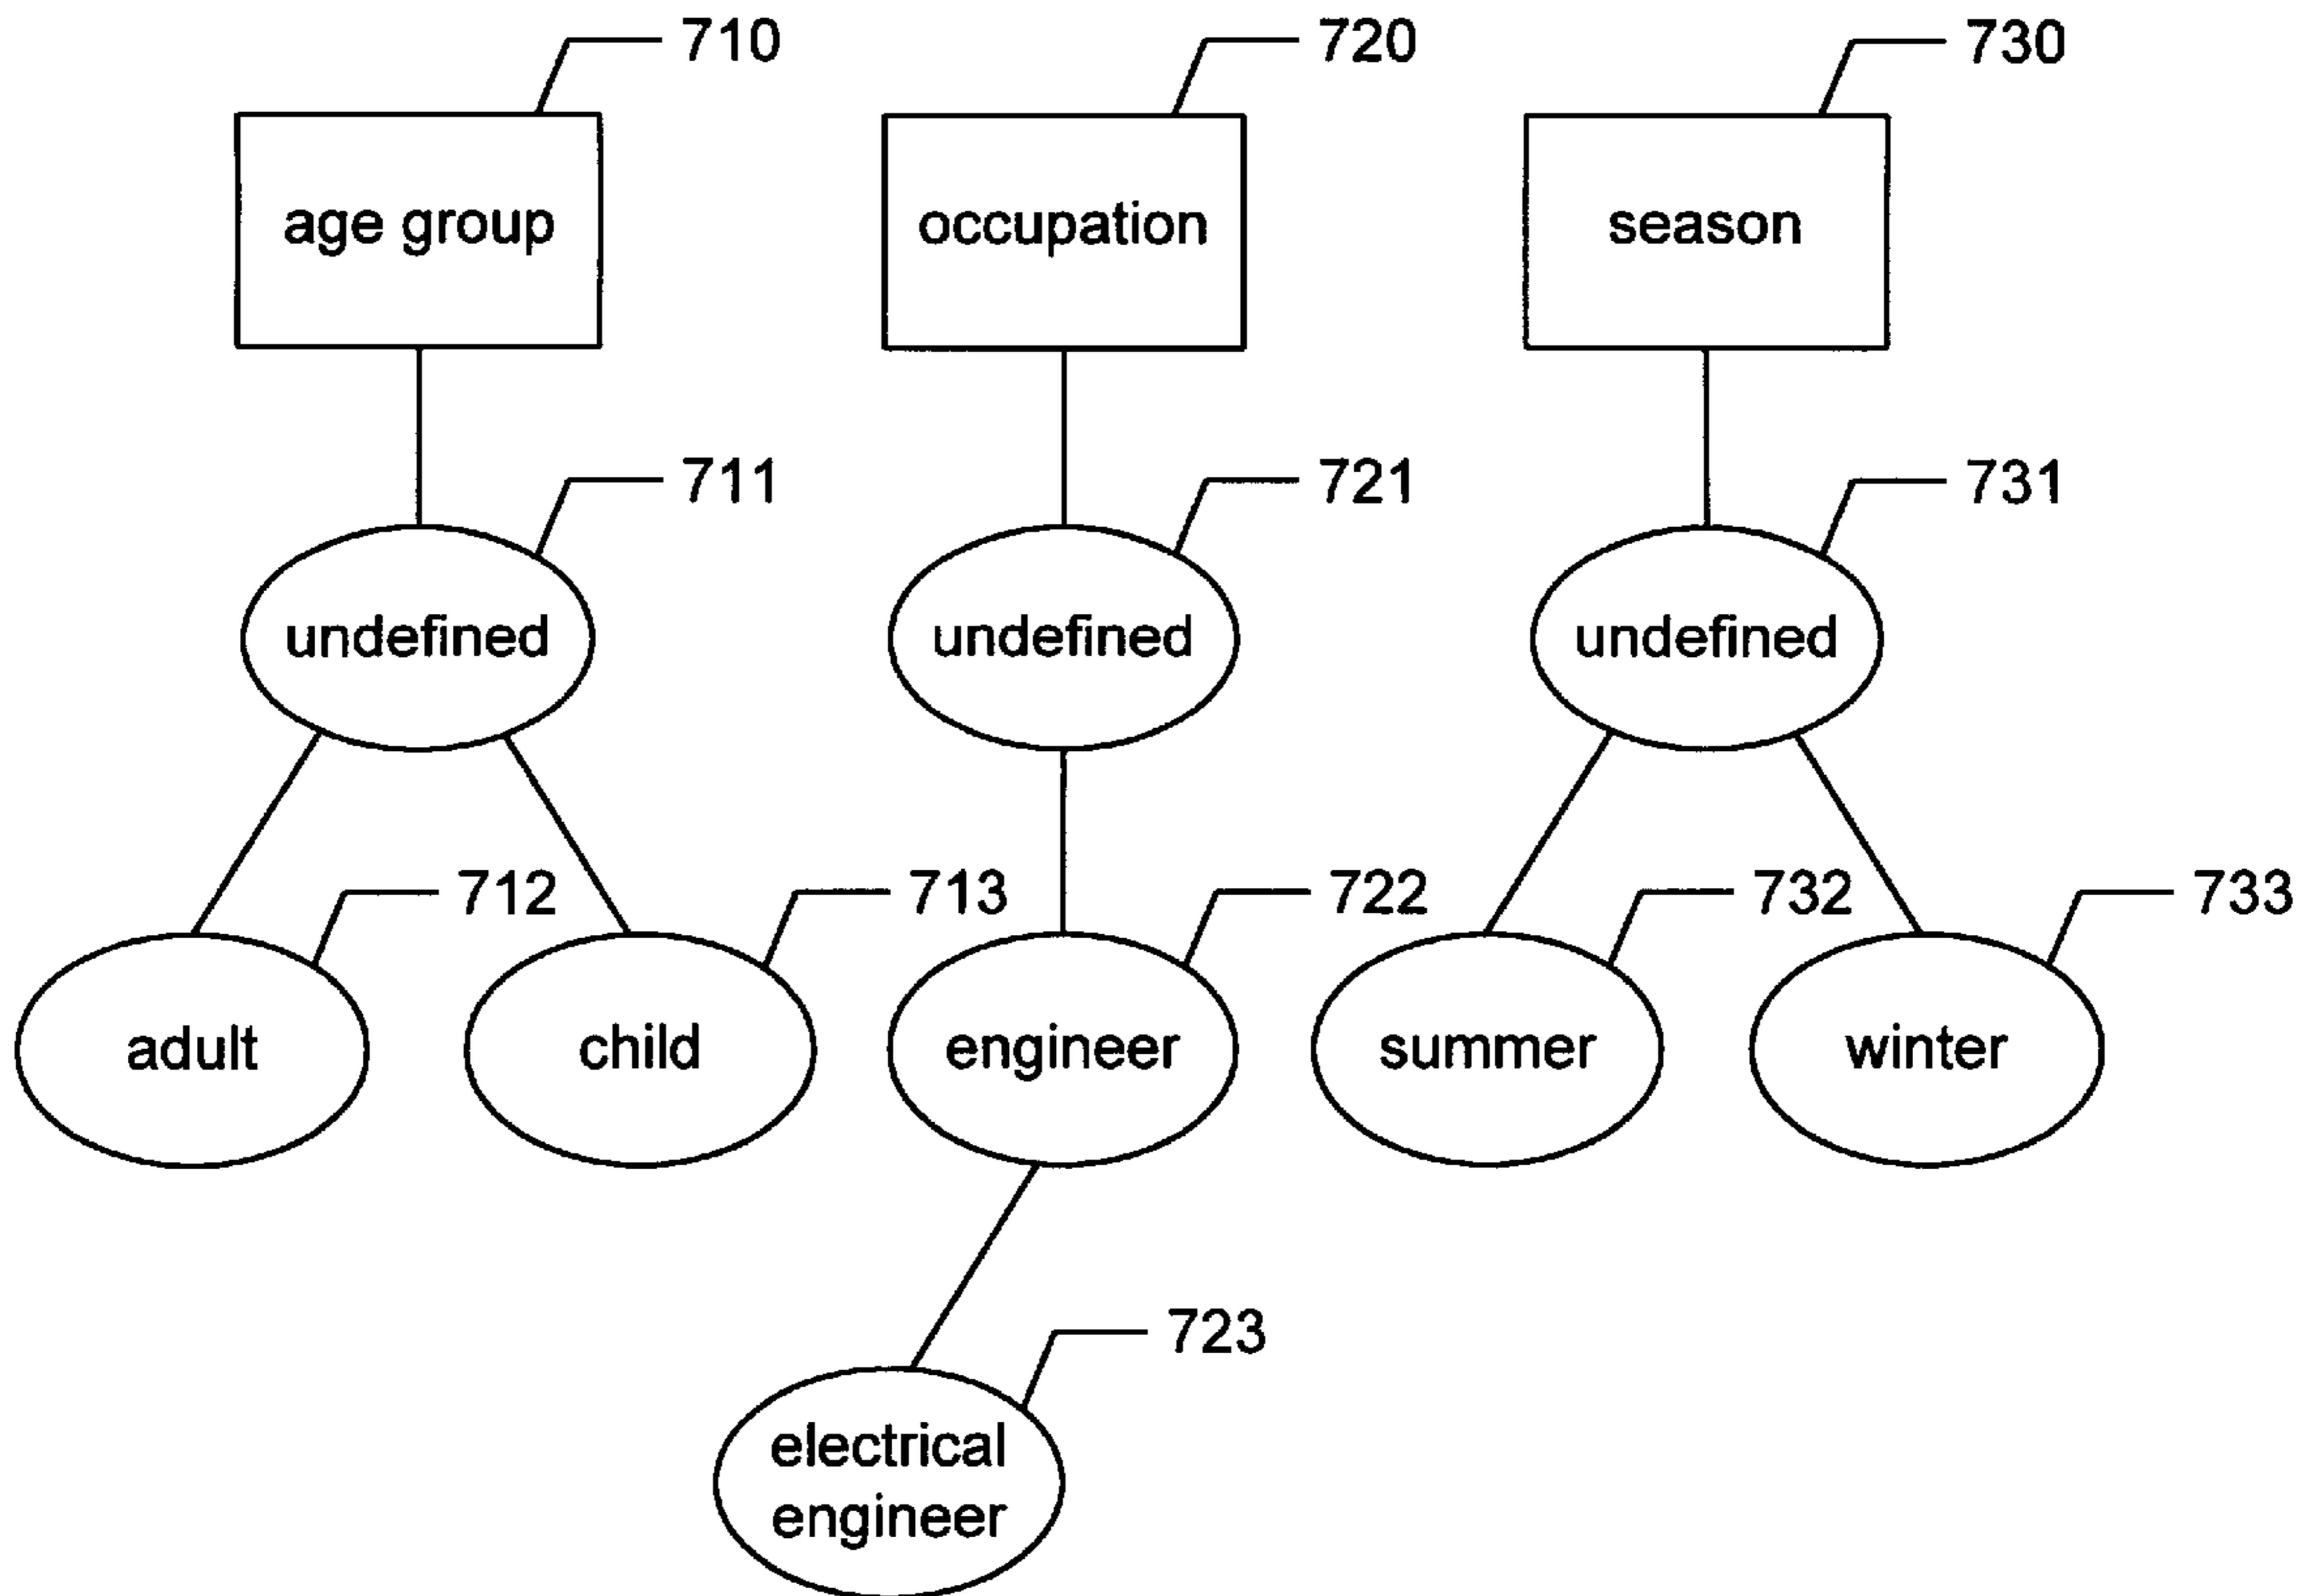 710
720
730
age group
occupation
season
711
721
731
undefined
undefined
undefined
712
713
722
732
733
adult
child
engineer
summer
winter
723
electrical
engineer